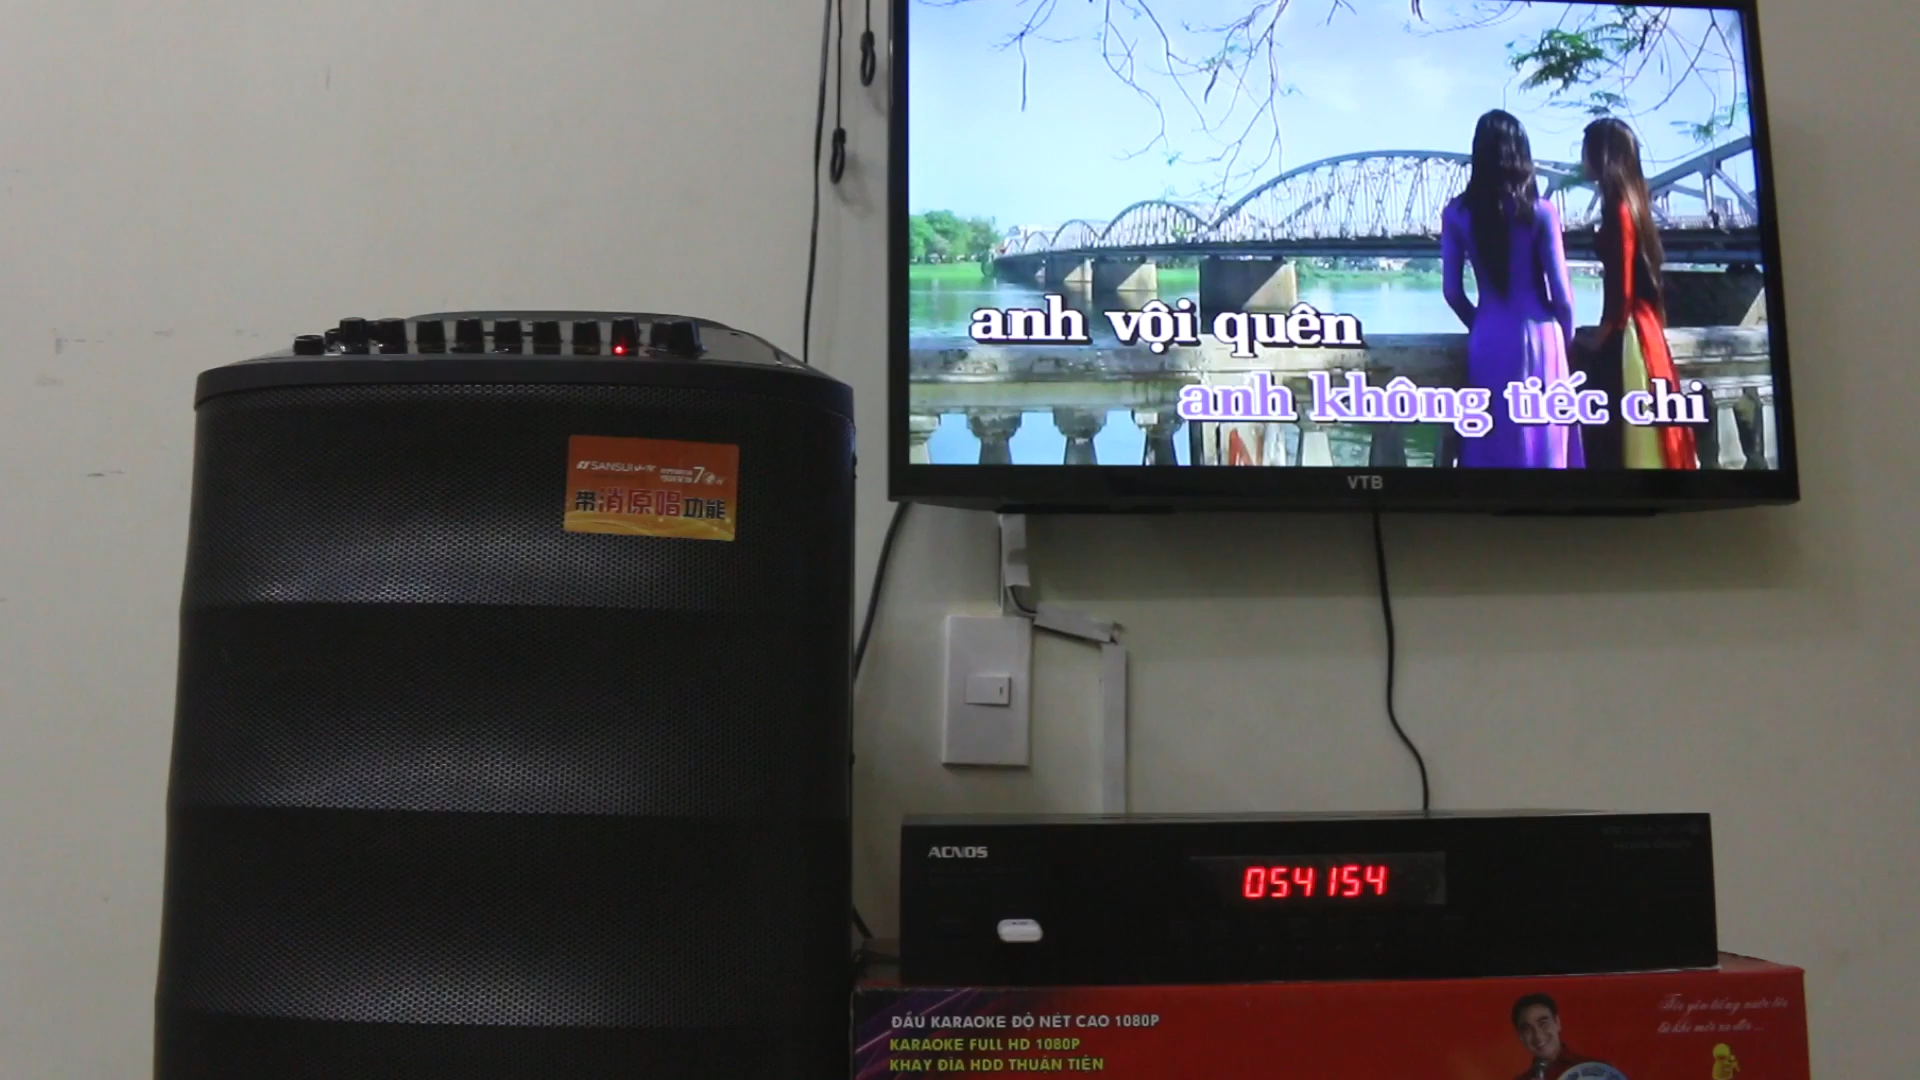 anh vội quên
anh không tiếc chi
VTB
SANSUI
带消原唱功能
ACNOS
054154
ĐẦU KARAOKE ĐỘ NÉT CAO 1080P
KARAOKE FULL HD 1080P
KHAY ĐĨA HDD THUẬN TIỆN